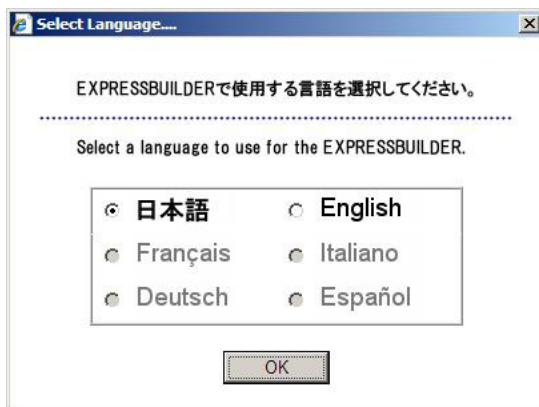 Select Language....
EXPRESSBUILDERで使用する言語を選択してください。
Select a language to use for the EXPRESSBUILDER.
日本語 English
Français Italiano
Deutsch Español
OK